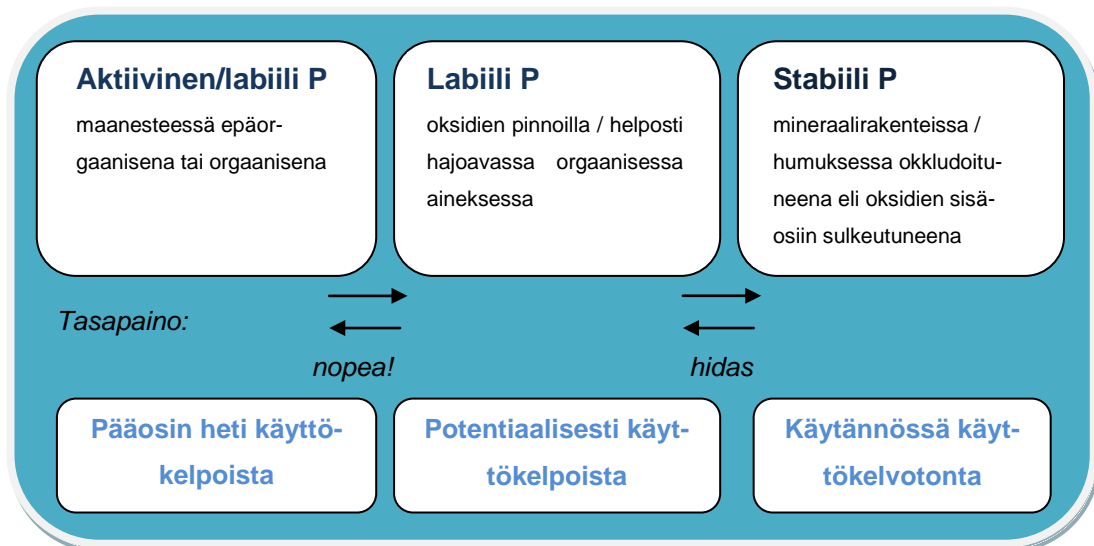 Aktiivinen/labiili P
maanesteessä epäor-
gaanisena tai orgaanisena
Labiili P
oksidien pinnoilla / helposti
hajoavassa orgaanisessa
aineksessa
Stabiili P
mineraalirakenteissa /
humuksessa okkludoitu-
neena eli oksidien sisä-
osiin sulkeutuneena
Tasapaino:
nopea!
hidas
Pääosin heti käyttö-
kelpoista
Potentiaalisesti käyt-
tökelpoista
Käytännössä käyt-
tökelvotonta